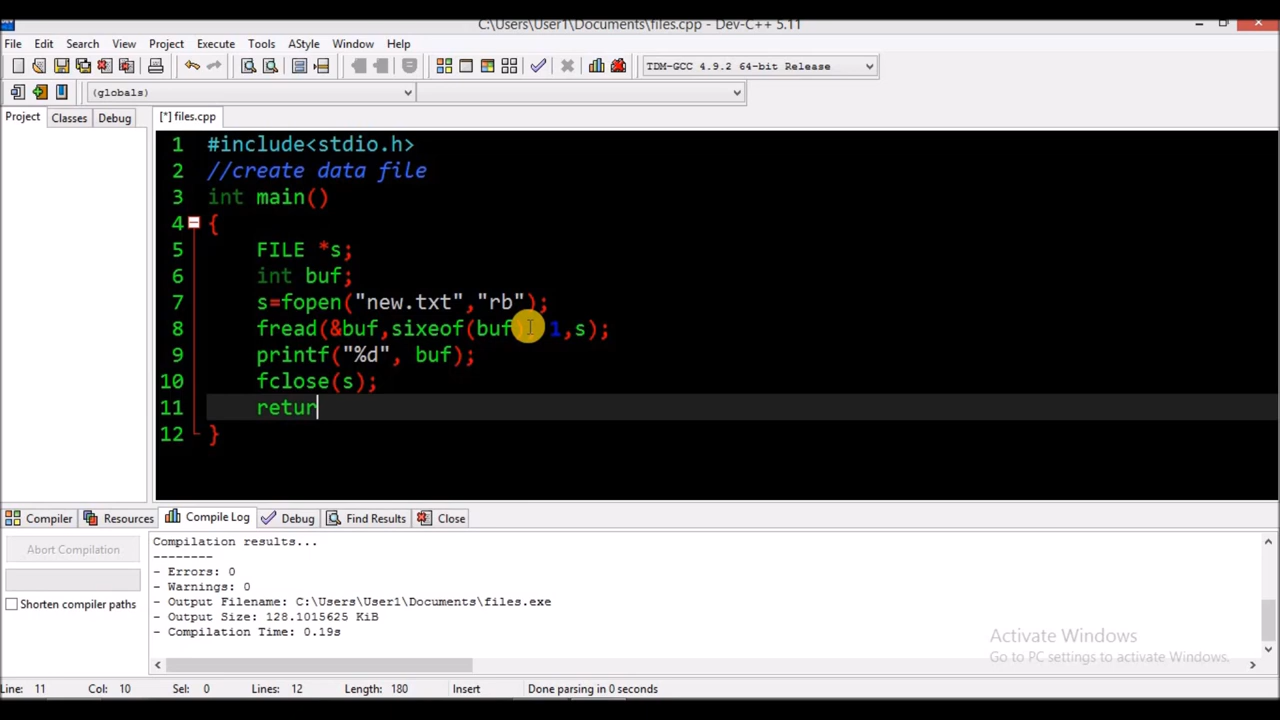 C:\Users\User1\Documents\files.cpp - Dev-C++ 5.11
File Edit Search View Project Execute Tools AStyle Window Help
TDM-GCC 4.9.2 64-bit Release
(globals)
Project Classes Debug [*] files.cpp
1 #include<stdio.h>
2 //create data file
3 int main()
4 {
5 FILE *s;
6 int buf;
7 s=fopen("new.txt","rb");
8 fread(&buf,sixeof(buf) 1,s);
9 printf("%d", buf);
10 fclose(s);
11 retur
12 }
Compiler Resources Compile Log Debug Find Results Close
Abort Compilation
Shorten compiler paths
Compilation results...
--------
- Errors: 0
- Warnings: 0
- Output Filename: C:\Users\User1\Documents\files.exe
- Output Size: 128.1015625 KiB
- Compilation Time: 0.19s
Activate Windows
Go to PC settings to activate Windows.
Line: 11 Col: 10 Sel: 0 Lines: 12 Length: 180 Insert Done parsing in 0 seconds